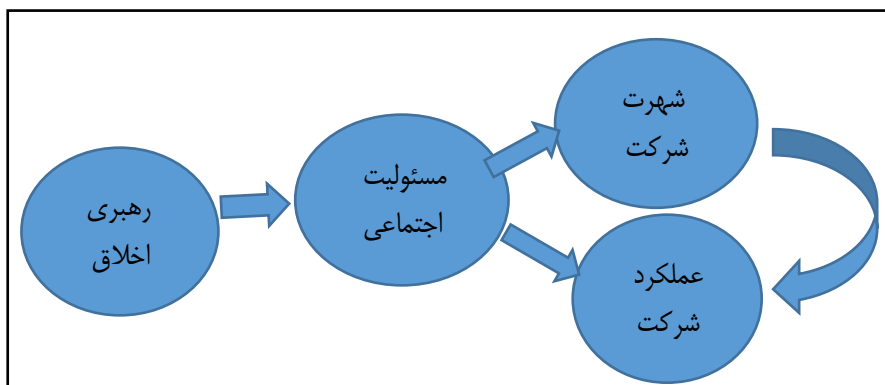 شهرت
شرکت
مسئولیت
اجتماعی
رهبری
اخلاق
عملکرد
شرکت